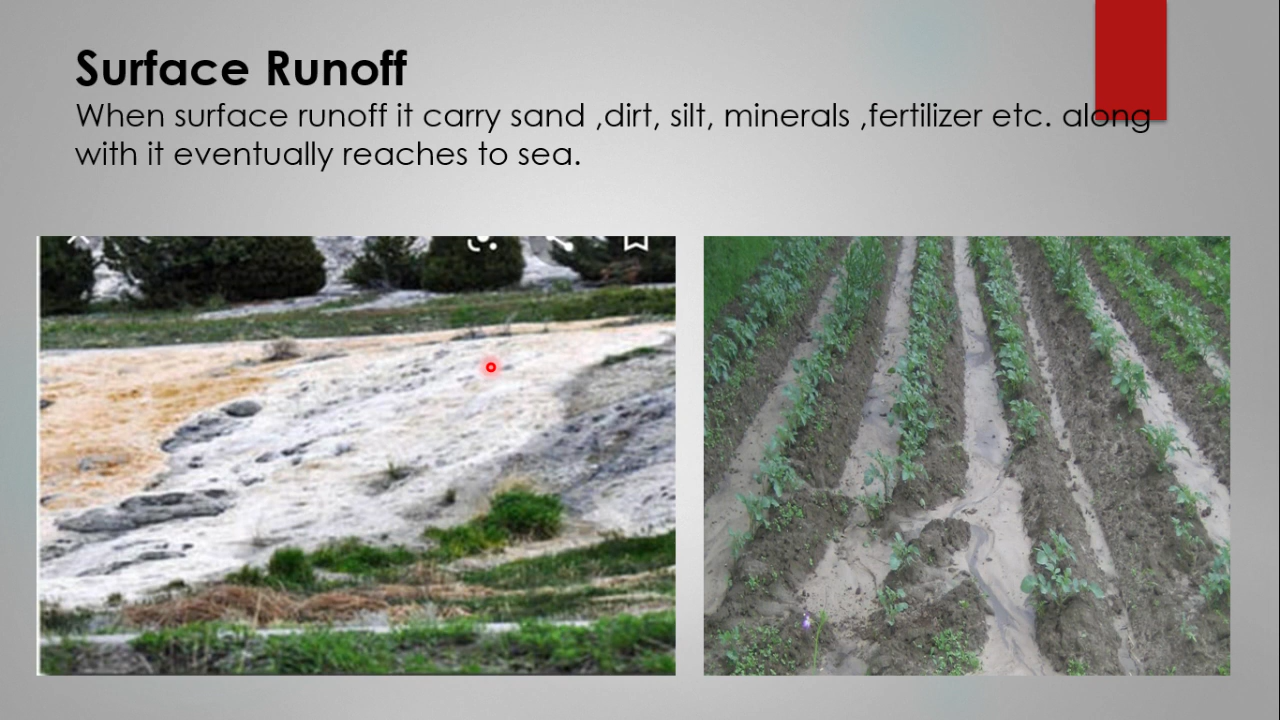 Surface Runoff
When surface runoff it carry sand ,dirt, silt, minerals ,fertilizer etc. along
with it eventually reaches to sea.